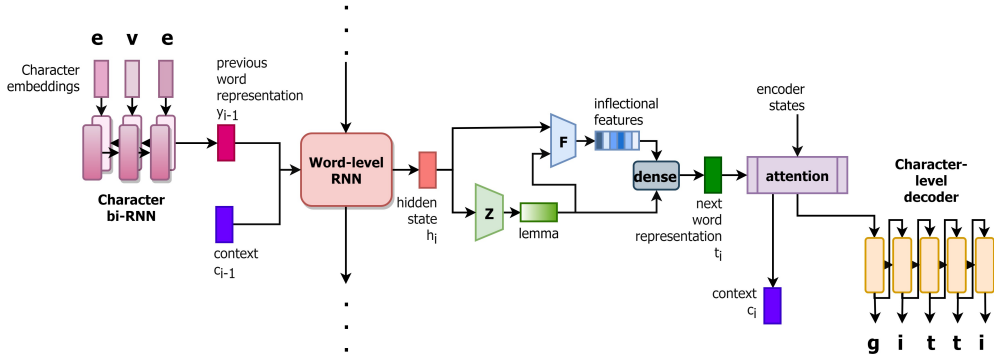 e v e
Character
embeddings
previous
word
representation
yi-1
Character
bi-RNN
context
ci-1
Word-level
RNN
hidden
state
hi
F
Z
lemma
inflectional
features
dense
next
word
representation
ti
encoder
states
attention
context
ci
Character-
level
decoder
g i t t i